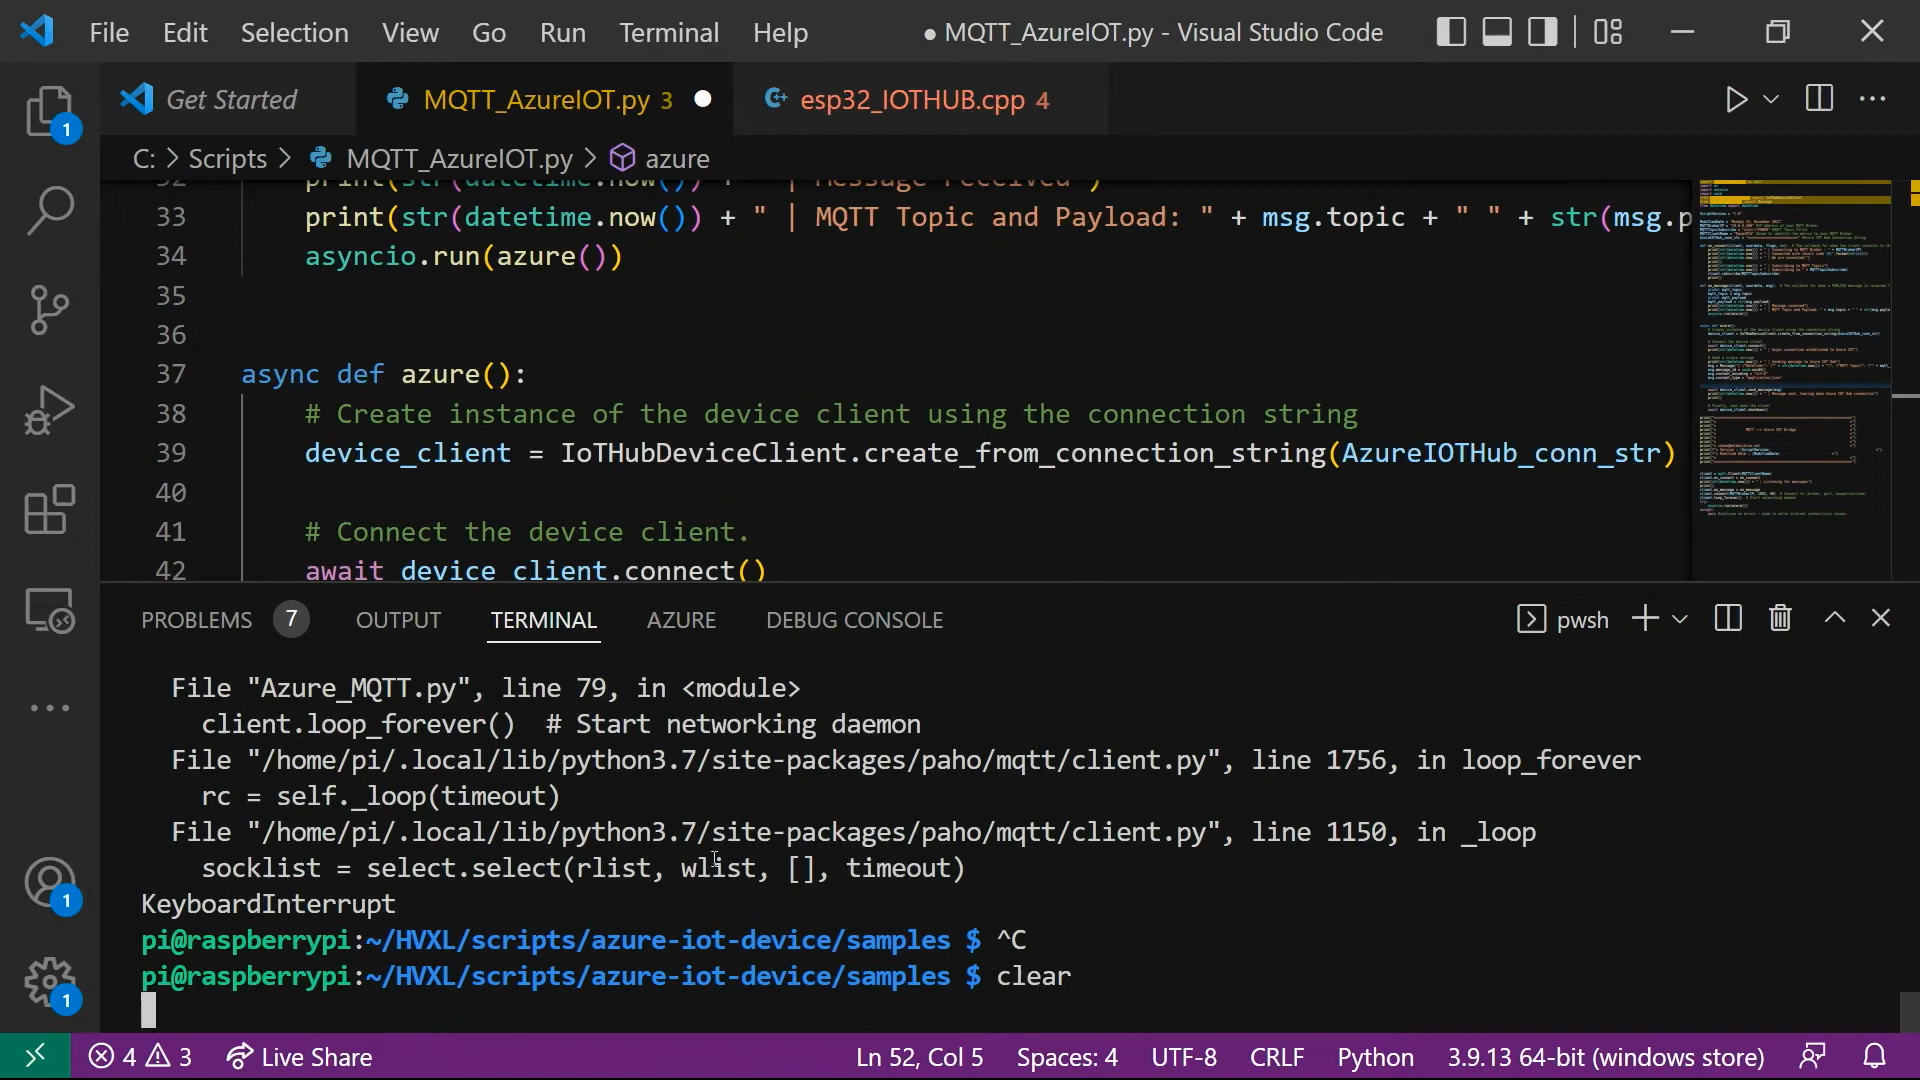 File Edit Selection View Go Run Terminal Help ● MQTT_AzureIOT.py - Visual Studio Code
Get Started MQTT_AzureIOT.py 3 esp32_IOTHUB.cpp 4
C: > Scripts > MQTT_AzureIOT.py > azure
33 print(str(datetime.now()) + " | MQTT Topic and Payload: " + msg.topic + " " + str(msg.p
34 asyncio.run(azure())
35
36
37 async def azure():
38 # Create instance of the device client using the connection string
39 device_client = IoTHubDeviceClient.create_from_connection_string(AzureIOTHub_conn_str)
40
41 # Connect the device client.
42 await device_client.connect()
PROBLEMS 7 OUTPUT TERMINAL AZURE DEBUG CONSOLE pwsh
File "Azure_MQTT.py", line 79, in <module>
client.loop_forever()  # Start networking daemon
File "/home/pi/.local/lib/python3.7/site-packages/paho/mqtt/client.py", line 1756, in loop_forever
rc = self._loop(timeout)
File "/home/pi/.local/lib/python3.7/site-packages/paho/mqtt/client.py", line 1150, in _loop
socklist = select.select(rlist, wlist, [], timeout)
KeyboardInterrupt
pi@raspberrypi:~/HVXL/scripts/azure-iot-device/samples $ ^C
pi@raspberrypi:~/HVXL/scripts/azure-iot-device/samples $ clear
1
1
1
4 3 Live Share Ln 52, Col 5 Spaces: 4 UTF-8 CRLF Python 3.9.13 64-bit (windows store)